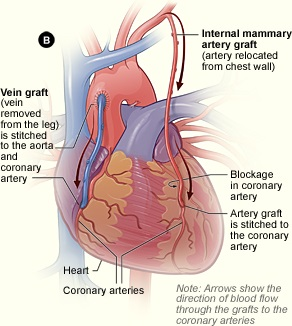 B
Internal mammary
artery graft
(artery relocated
from chest wall)
Vein graft
(vein
removed
from the leg)
is stitched
to the aorta
and
coronary
artery
Blockage
in coronary
artery
Artery graft
is stitched to
the coronary
artery
Heart
Coronary arteries
Note: Arrows show the
direction of blood flow
through the grafts to the
coronary arteries